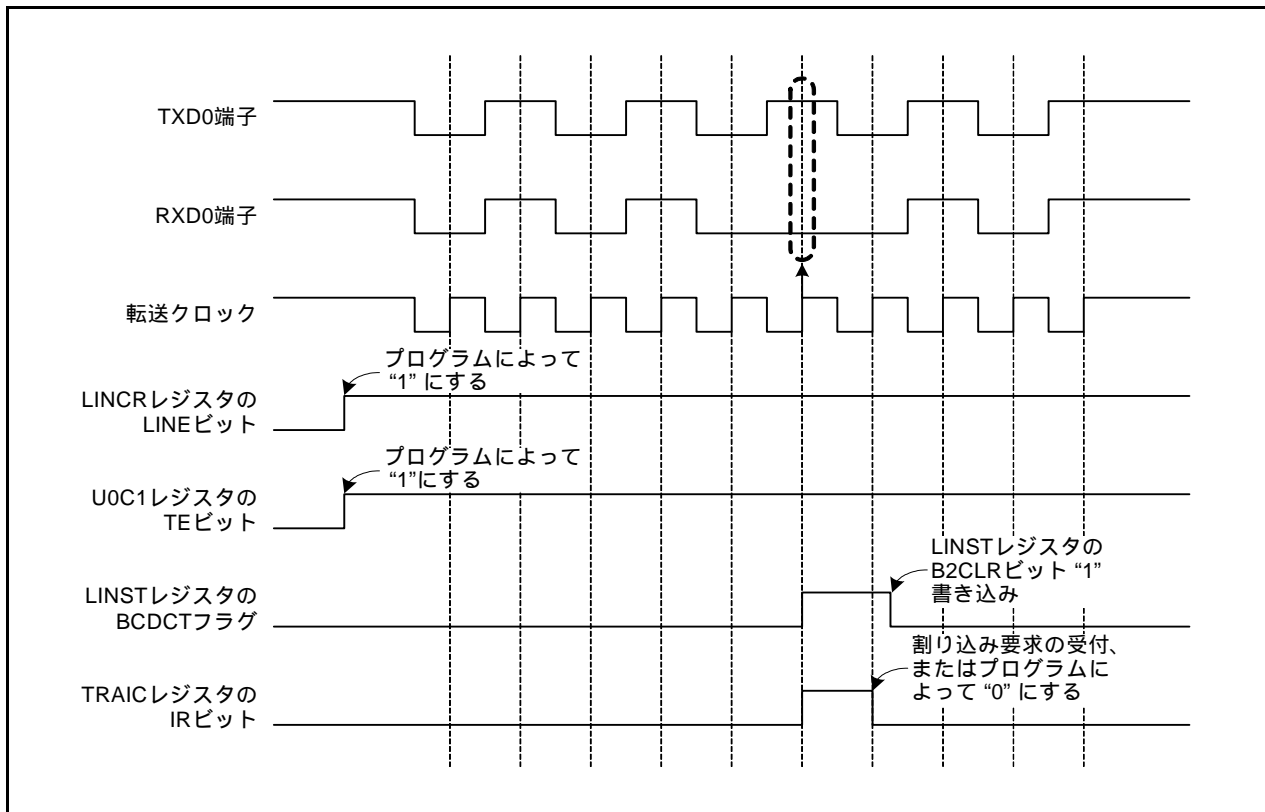 TXD0端子
RXD0端子
転送クロック
プログラムによって
“1” にする
LINCRレジスタの
LINEビット
プログラムによって
“1”にする
U0C1レジスタの
TEビット
LINSTレジスタの
B2CLRビット “1”
書き込み
LINSTレジスタの
BCDCTフラグ
割り込み要求の受付、
またはプログラムに
よって “0” にする
TRAICレジスタの
IRビット